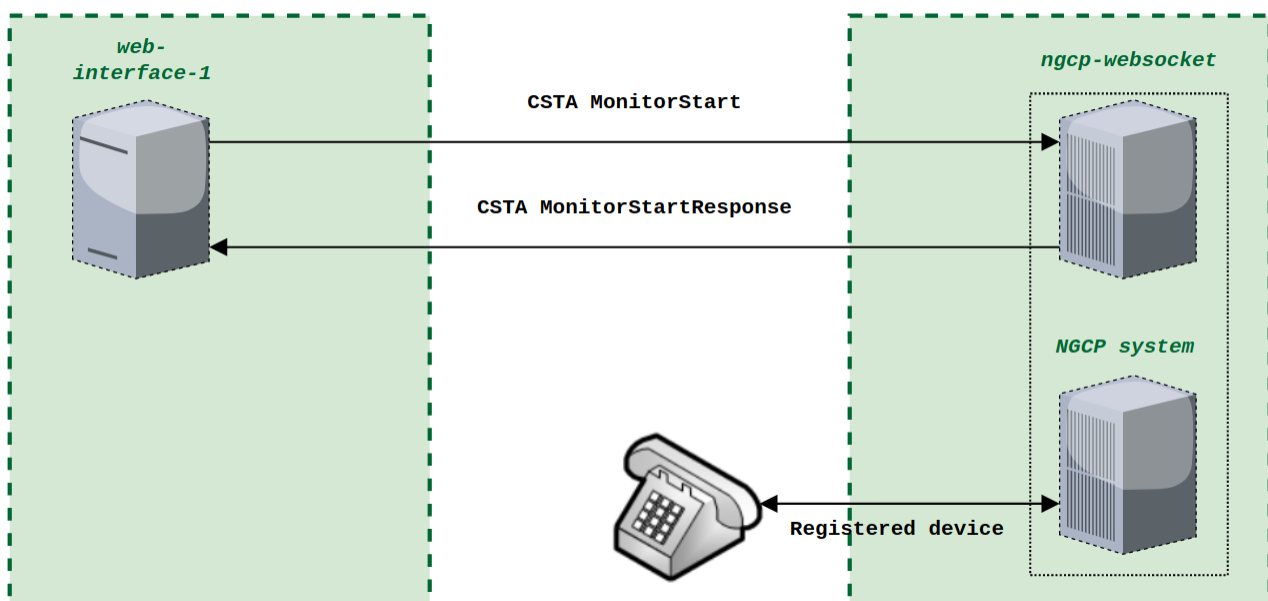 web-
interface-1
ngcp-websocket
CSTA MonitorStart
CSTA MonitorStartResponse
NGCP system
Registered device